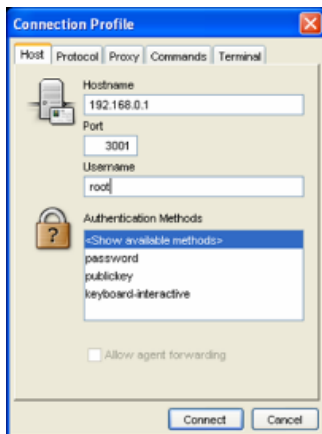 Connection Profile
Host Protocol Proxy Commands Terminal
Hostname
192.168.0.1
Port
3001
Username
root
Authentication Methods
<Show available methods>
password
publickey
keyboard-interactive
Allow agent forwarding
Connect Cancel